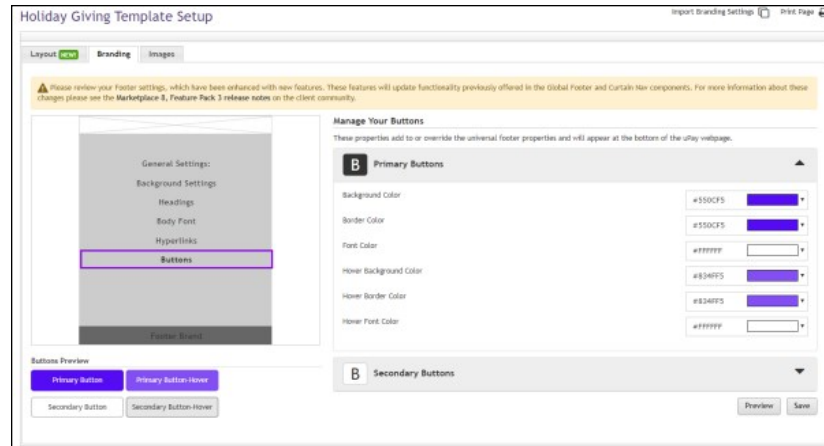 Holiday Giving Template Setup
Import Branding Settings
Print Page
Layout NEW!
Branding
Images
Please review your Footer settings, which have been enhanced with new features. These features will update functionality previously offered in the Global Footer and Curtain Nav components. For more information about these
changes please see the Marketplace 8, Feature Pack 3 release notes on the client community.
General Settings:
Background Settings
Headings
Body Font
Hyperlinks
Buttons
Footer Brand
Buttons Preview
Primary Button
Primary Button-Hover
Secondary Button
Secondary Button-Hover
Manage Your Buttons
These properties add to or override the universal footer properties and will appear at the bottom of the uPay webpage.
B Primary Buttons
Background Color #550CF5
Border Color #550CF5
Font Color #FFFFFF
Hover Background Color #834FF5
Hover Border Color #834FF5
Hover Font Color #FFFFFF
B Secondary Buttons
Preview
Save